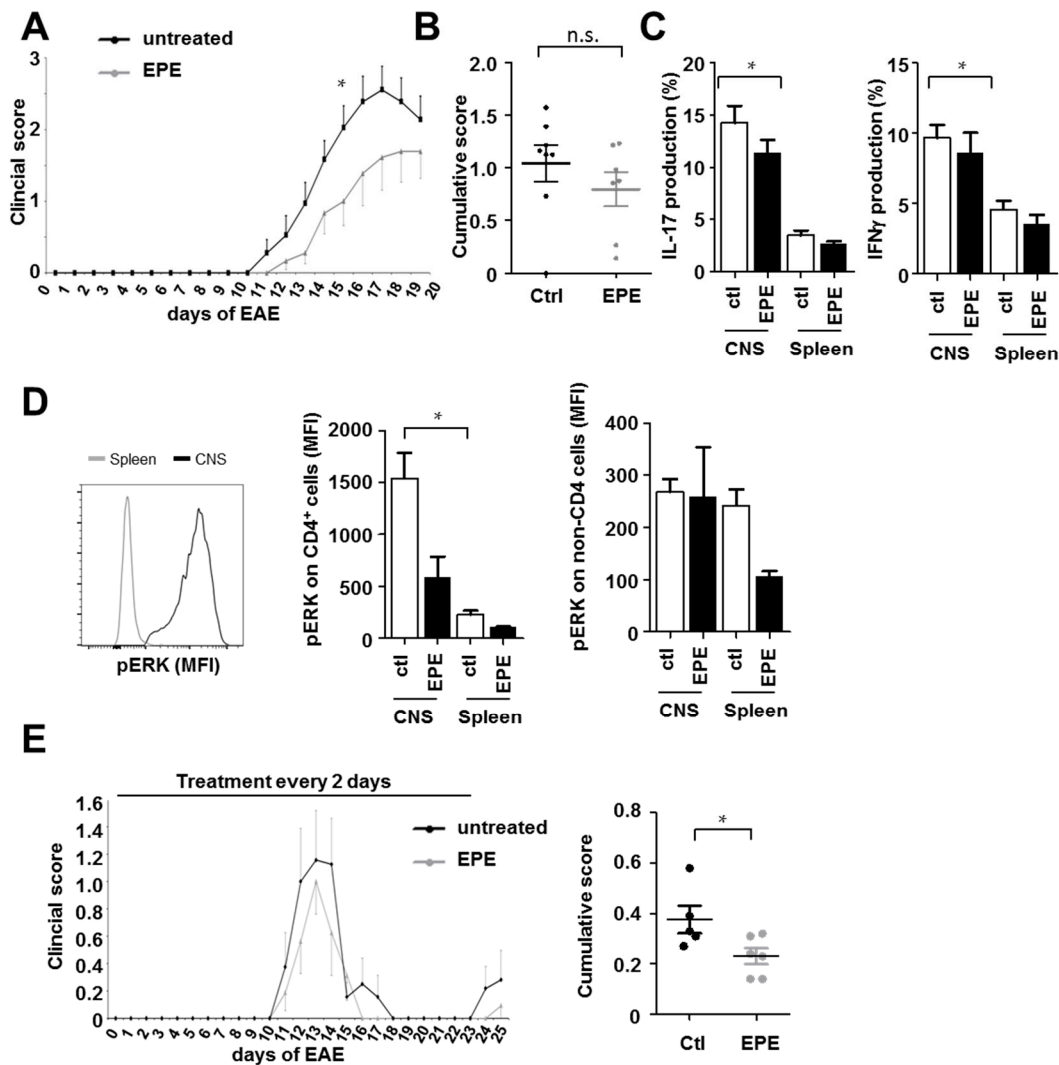 A
untreated
EPE
*
Clincial score
3
2
1
0
0 1 2 3 4 5 6 7 8 9 10 11 12 13 14 15 17 18 19 20
days of EAE
B
n.s.
Cumulative score
2.0
1.5
1.0
0.5
0.0
Ctrl EPE
C
IL-17 production (%)
20
15
10
5
0
*
ctl EPE ctl EPE
CNS Spleen
IFNγ production (%)
15
10
5
0
*
ctl EPE ctl EPE
CNS Spleen
D
Spleen CNS
pERK (MFI)
pERK on CD4+ cells (MFI)
2000
1500
1000
500
0
*
ctl EPE ctl EPE
CNS Spleen
pERK on non-CD4 cells (MFI)
400
300
200
100
0
ctl EPE ctl EPE
CNS Spleen
E
Treatment every 2 days
untreated
EPE
Clincial score
1.6
1.4
1.2
1.0
0.8
0.6
0.4
0.2
0
0 1 2 3 4 5 6 7 8 9 10 11 12 13 14 15 16 17 18 19 20 21 22 23 24 25
days of EAE
Cumulative score
0.8
0.6
0.4
0.2
0.0
*
Ctl EPE